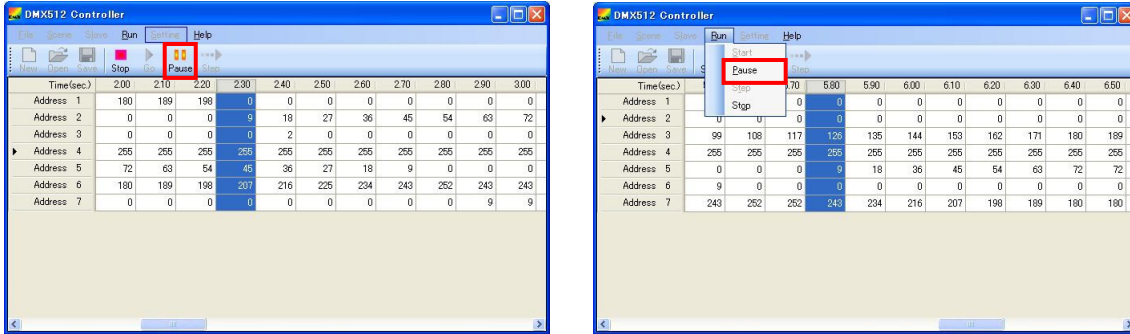 DMX512 Controller
File Scene Slave Run Setting Help
New Open Save Stop Go Pause Step
Time(sec.) 2.00 2.10 2.20 2.30 2.40 2.50 2.60 2.70 2.80 2.90 3.00
Address 1 180 189 198 0 0 0 0 0 0 0 0
Address 2 0 0 0 9 18 27 36 45 54 63 72
Address 3 0 0 0 0 2 0 0 0 0 0 0
Address 4 255 255 255 255 255 255 255 255 255 255 255
Address 5 72 63 54 45 36 27 18 9 0 0 0
Address 6 180 189 198 207 216 225 234 243 252 243 243
Address 7 0 0 0 0 0 0 0 0 0 9 9
DMX512 Controller
File Scene Slave Run Setting Help
New Open Save Step
Start
Pause
Step
Stop
Time(sec.) 5.80 5.90 6.00 6.10 6.20 6.30 6.40 6.50
Address 1 0 0 0 0 0 0 0 0 0
Address 2 0 0 0 0 0 0 0 0 0 0 0
Address 3 99 108 117 126 135 144 153 162 171 180 189
Address 4 255 255 255 255 255 255 255 255 255 255 255
Address 5 0 0 0 9 18 36 45 54 63 72 72
Address 6 9 0 0 0 0 0 0 0 0 0 0
Address 7 243 252 252 243 234 216 207 198 189 180 180